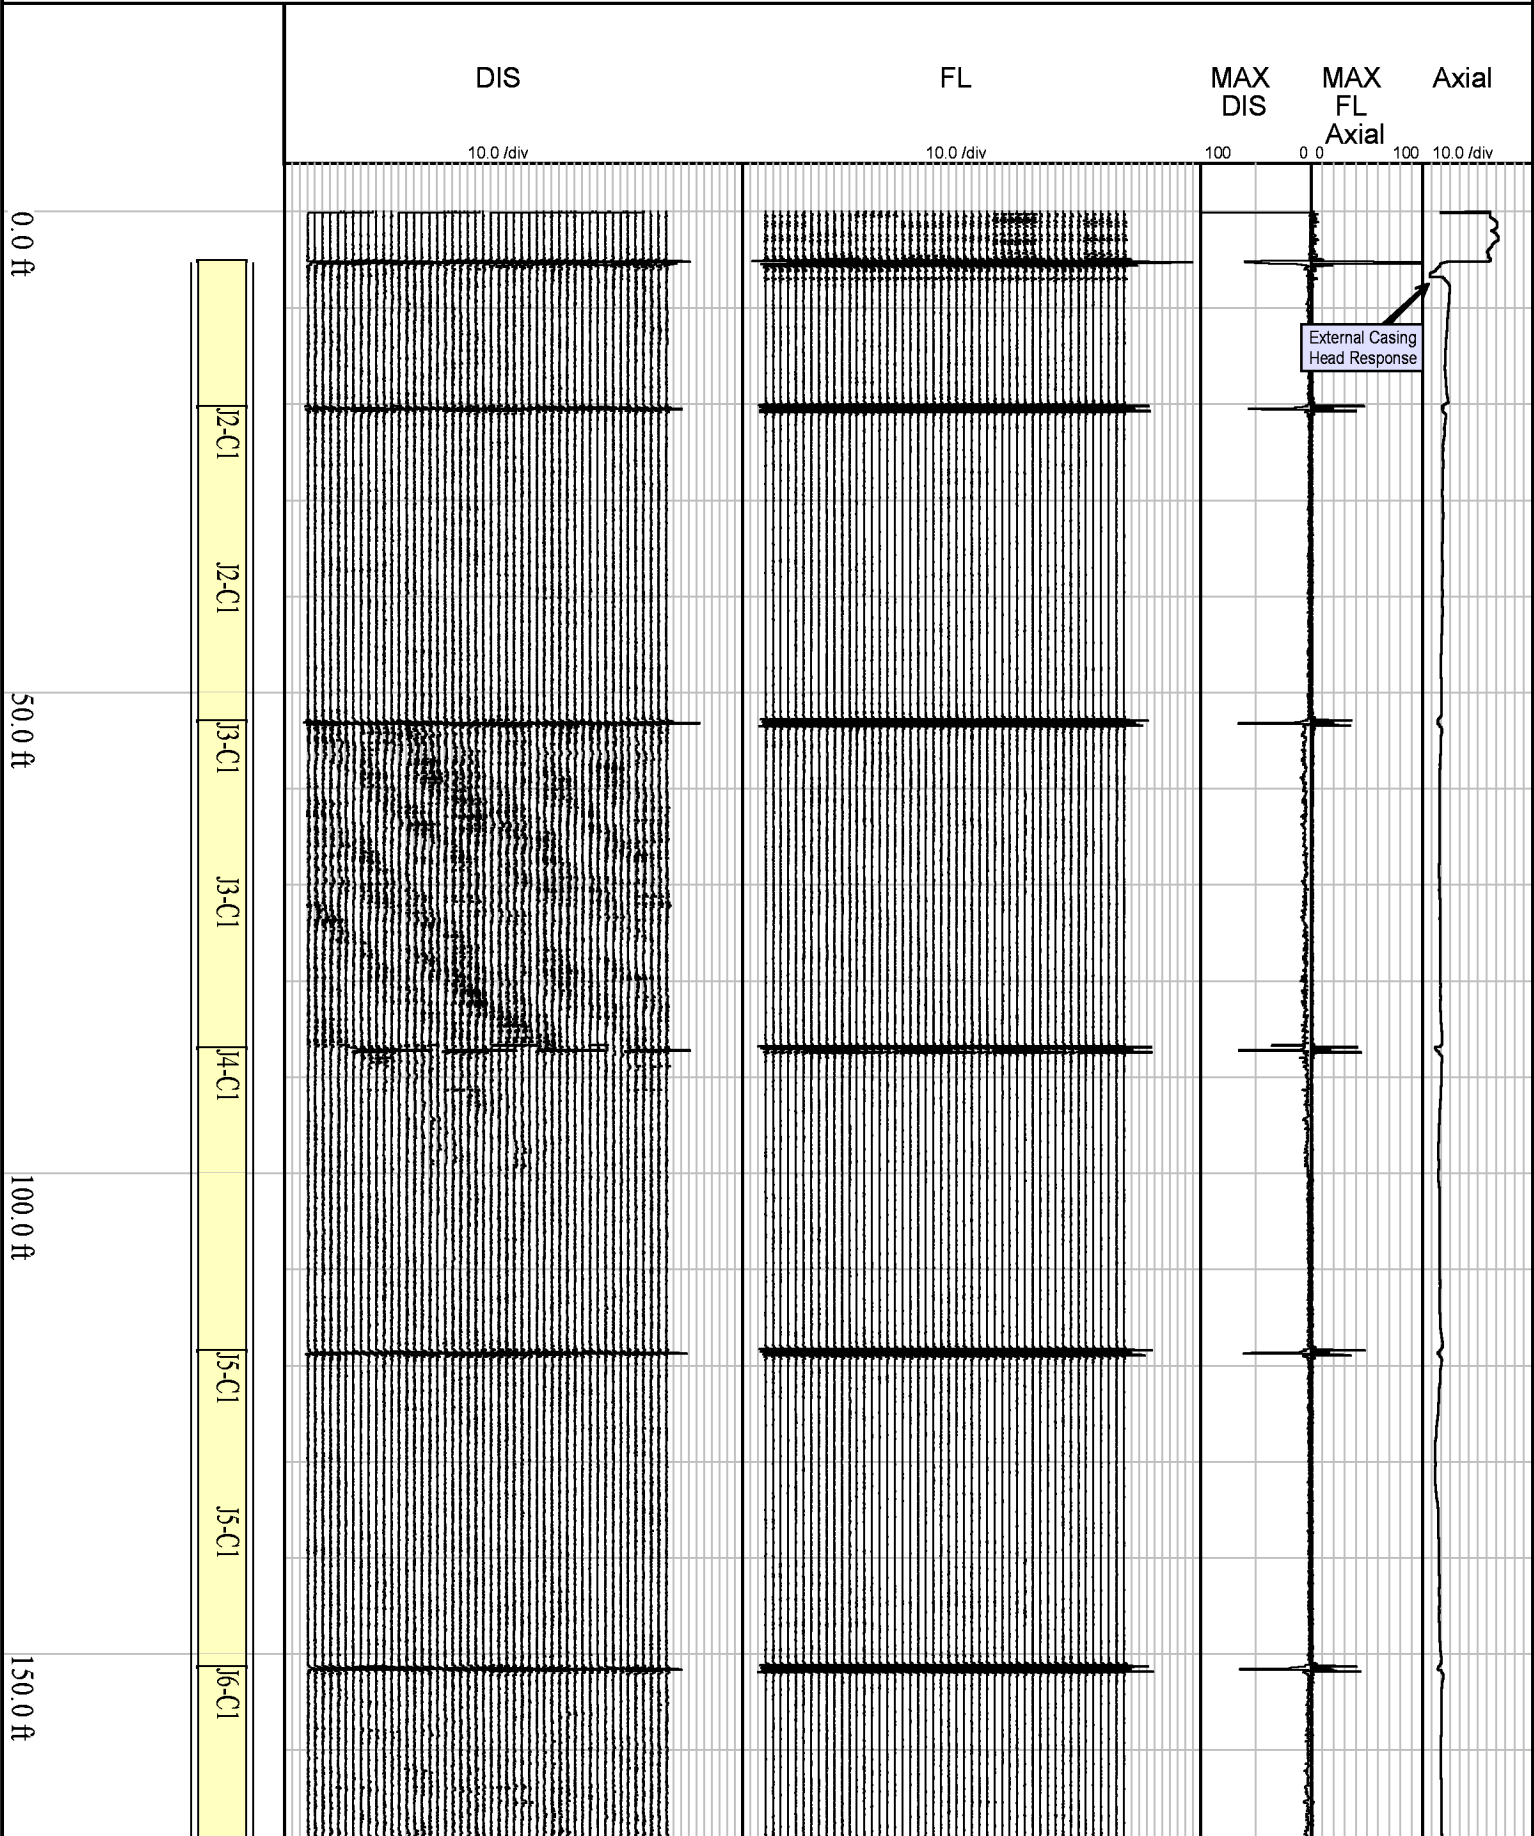 DIS
FL
MAX
DIS
MAX
FL
Axial
Axial
10.0 /div
10.0 /div
100
0
0
100
10.0 /div
0.0 ft
External Casing
Head Response
J2-C1
J2-C1
50.0 ft
J3-C1
J3-C1
J4-C1
100.0 ft
J5-C1
J5-C1
150.0 ft
J6-C1